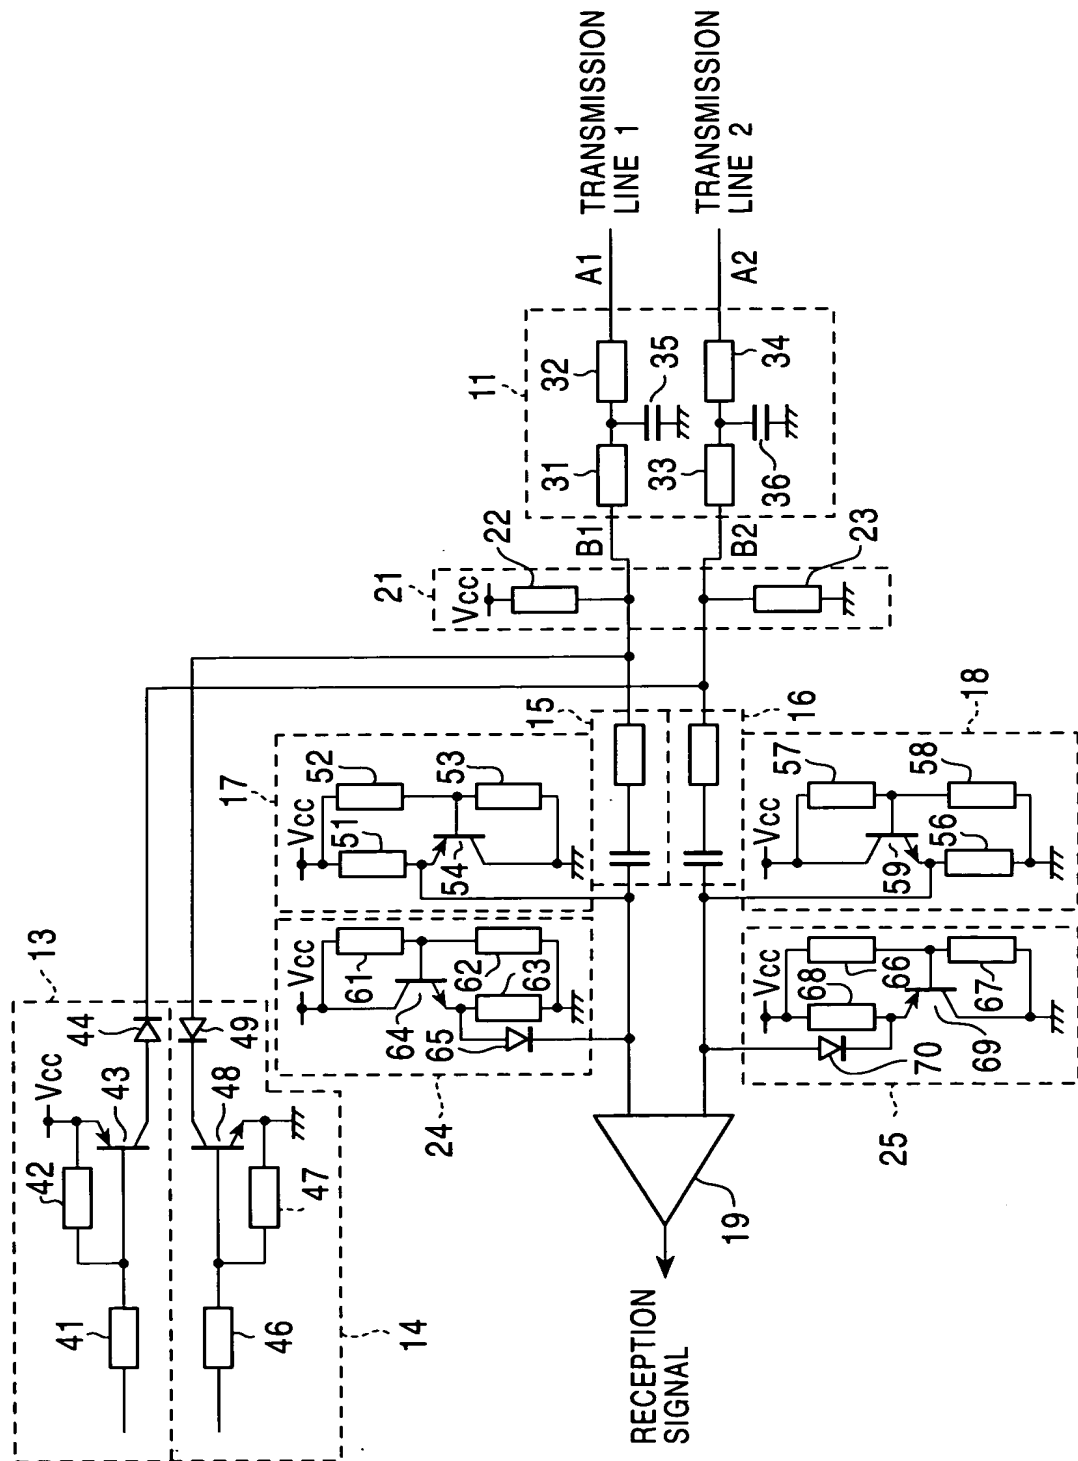 TRANSMISSION
LINE 1
TRANSMISSION
LINE 2
A1
A2
11
32
35
34
31
33
36
B1
B2
22
23
21
Vcc
15
16
17
52
53
Vcc
51
54
18
57
58
Vcc
59
56
13
44
49
Vcc
43
48
42
47
41
46
14
Vcc
61
62
63
64
65
24
Vcc
68
66
67
69
70
25
19
RECEPTION
SIGNAL